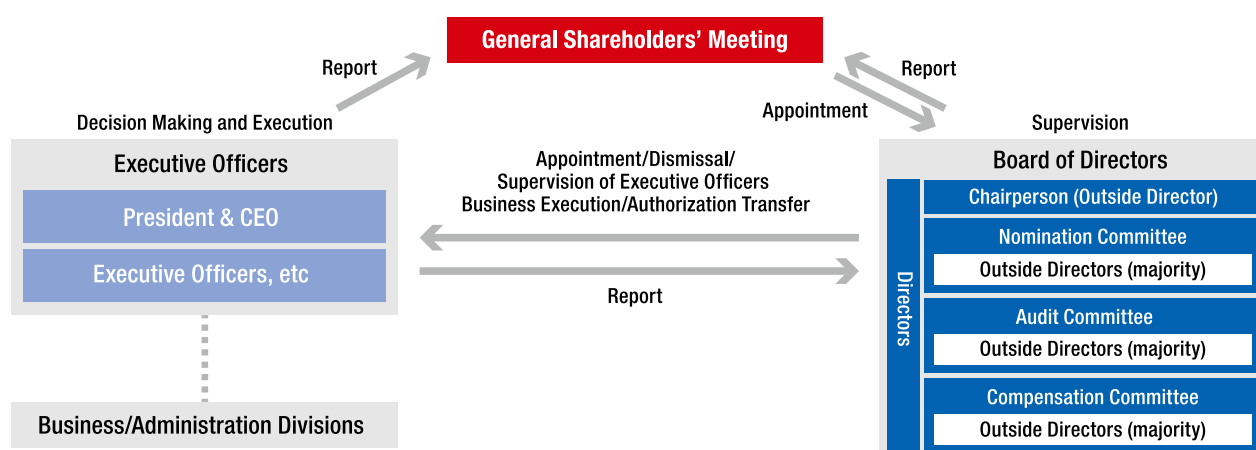 General Shareholders’ Meeting
Report
Report
Appointment
Decision Making and Execution
Supervision
Executive Officers
President & CEO
Executive Officers, etc
Business/Administration Divisions
Appointment/Dismissal/
Supervision of Executive Officers
Business Execution/Authorization Transfer
Report
Board of Directors
Directors
Chairperson (Outside Director)
Nomination Committee
Outside Directors (majority)
Audit Committee
Outside Directors (majority)
Compensation Committee
Outside Directors (majority)